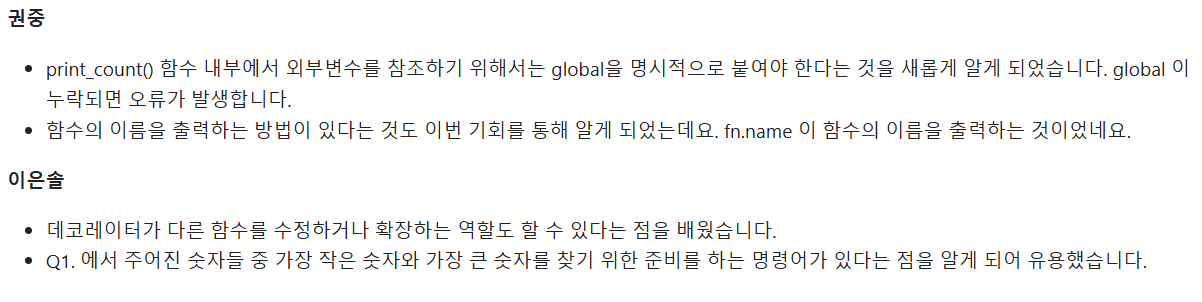 권중
• print_count() 함수 내부에서 외부변수를 참조하기 위해서는 global을 명시적으로 붙여야 한다는 것을 새롭게 알게 되었습니다. global 이
누락되면 오류가 발생합니다.
• 함수의 이름을 출력하는 방법이 있다는 것도 이번 기회를 통해 알게 되었는데요. fn.name 이 함수의 이름을 출력하는 것이었네요.
이은솔
• 데코레이터가 다른 함수를 수정하거나 확장하는 역할도 할 수 있다는 점을 배웠습니다.
• Q1. 에서 주어진 숫자들 중 가장 작은 숫자와 가장 큰 숫자를 찾기 위한 준비를 하는 명령어가 있다는 점을 알게 되어 유용했습니다.